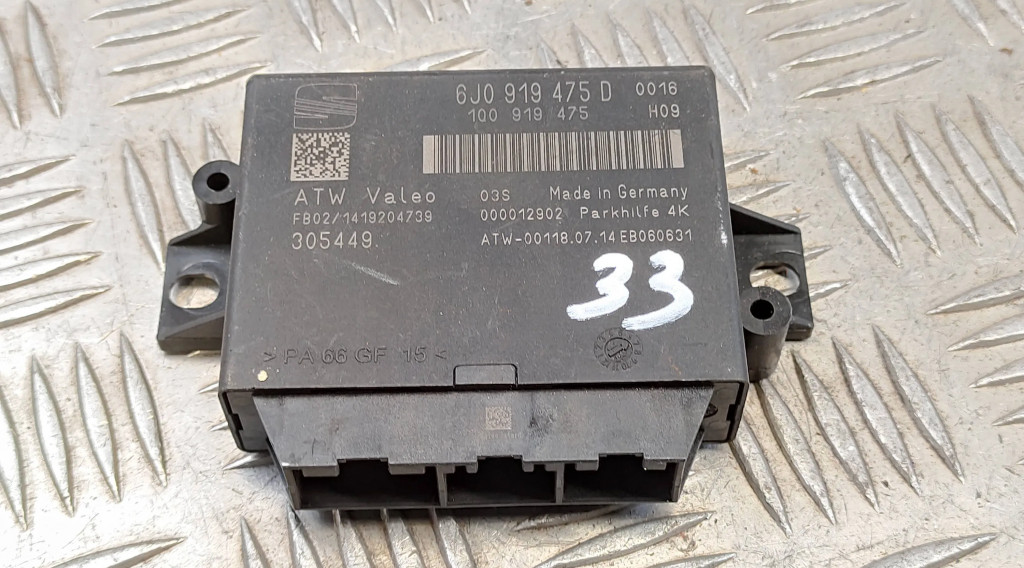 6J0 919 475 D 0016
1Q0 919 475 H09
ATW Valeo 03S Made in Germany
FB02/1419204739 000012902 Parkhilfe 4K
305449 ATW-00118.07.14 EB060631
33
>PA 66 GF 15<